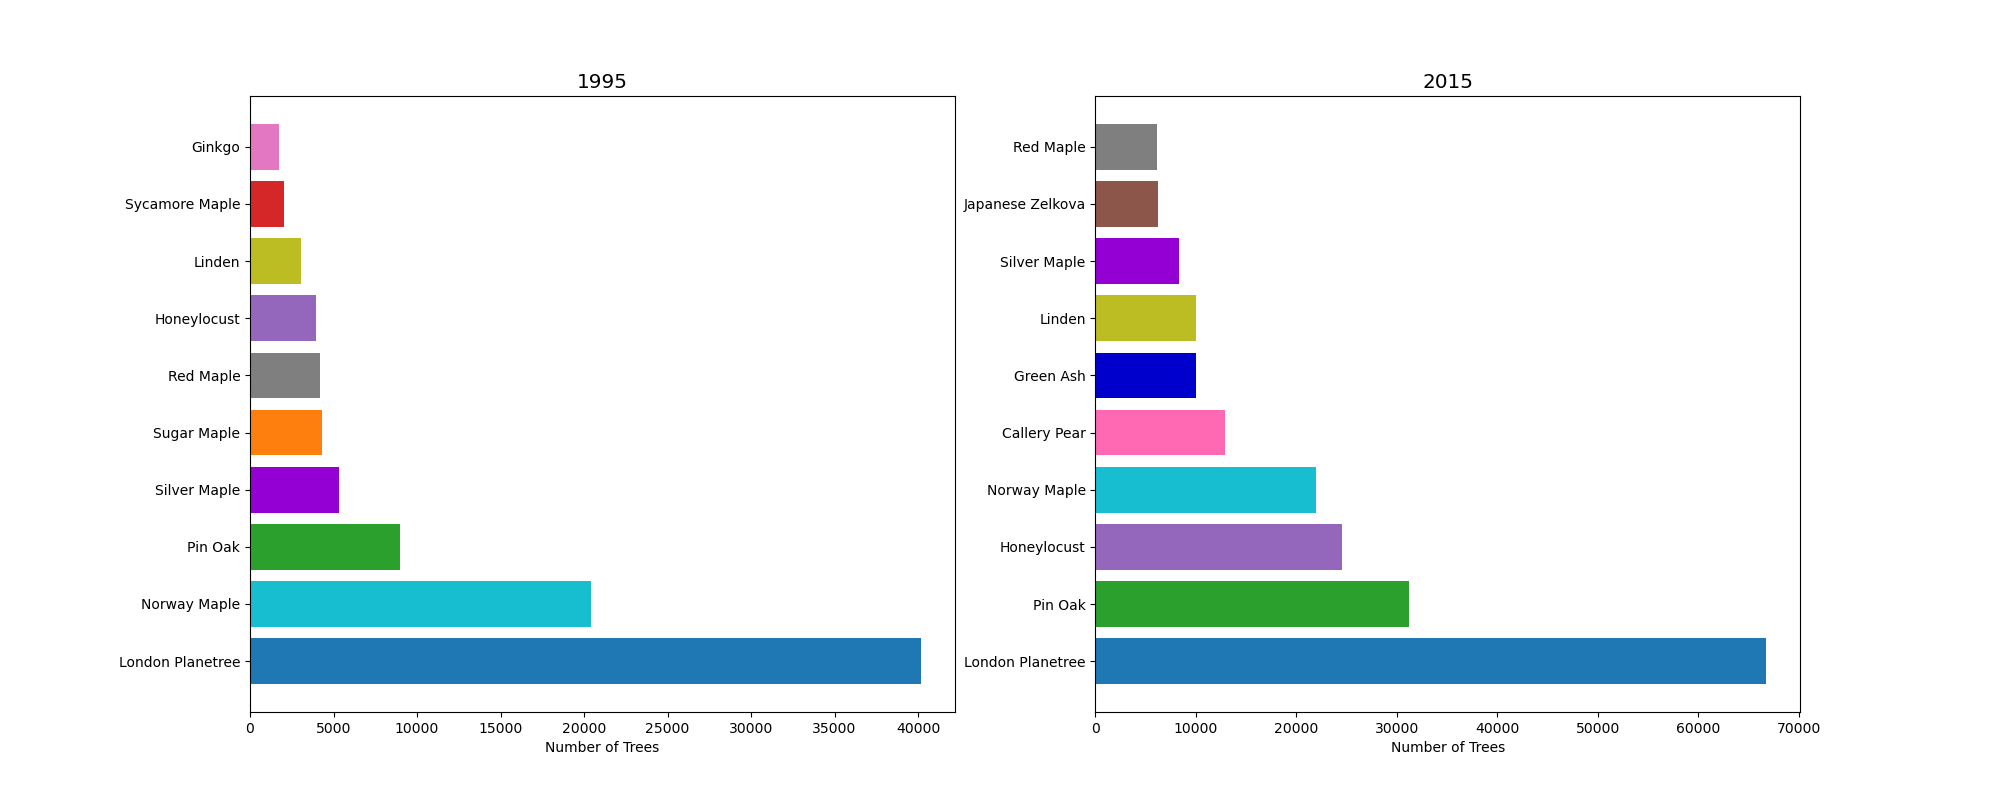 1995
Ginkgo
Sycamore Maple
Linden
Honeylocust
Red Maple
Sugar Maple
Silver Maple
Pin Oak
Norway Maple
London Planetree
0 5000 10000 15000 20000 25000 30000 35000 40000
Number of Trees
2015
Red Maple
Japanese Zelkova
Silver Maple
Linden
Green Ash
Callery Pear
Norway Maple
Honeylocust
Pin Oak
London Planetree
0 10000 20000 30000 40000 50000 60000 70000
Number of Trees